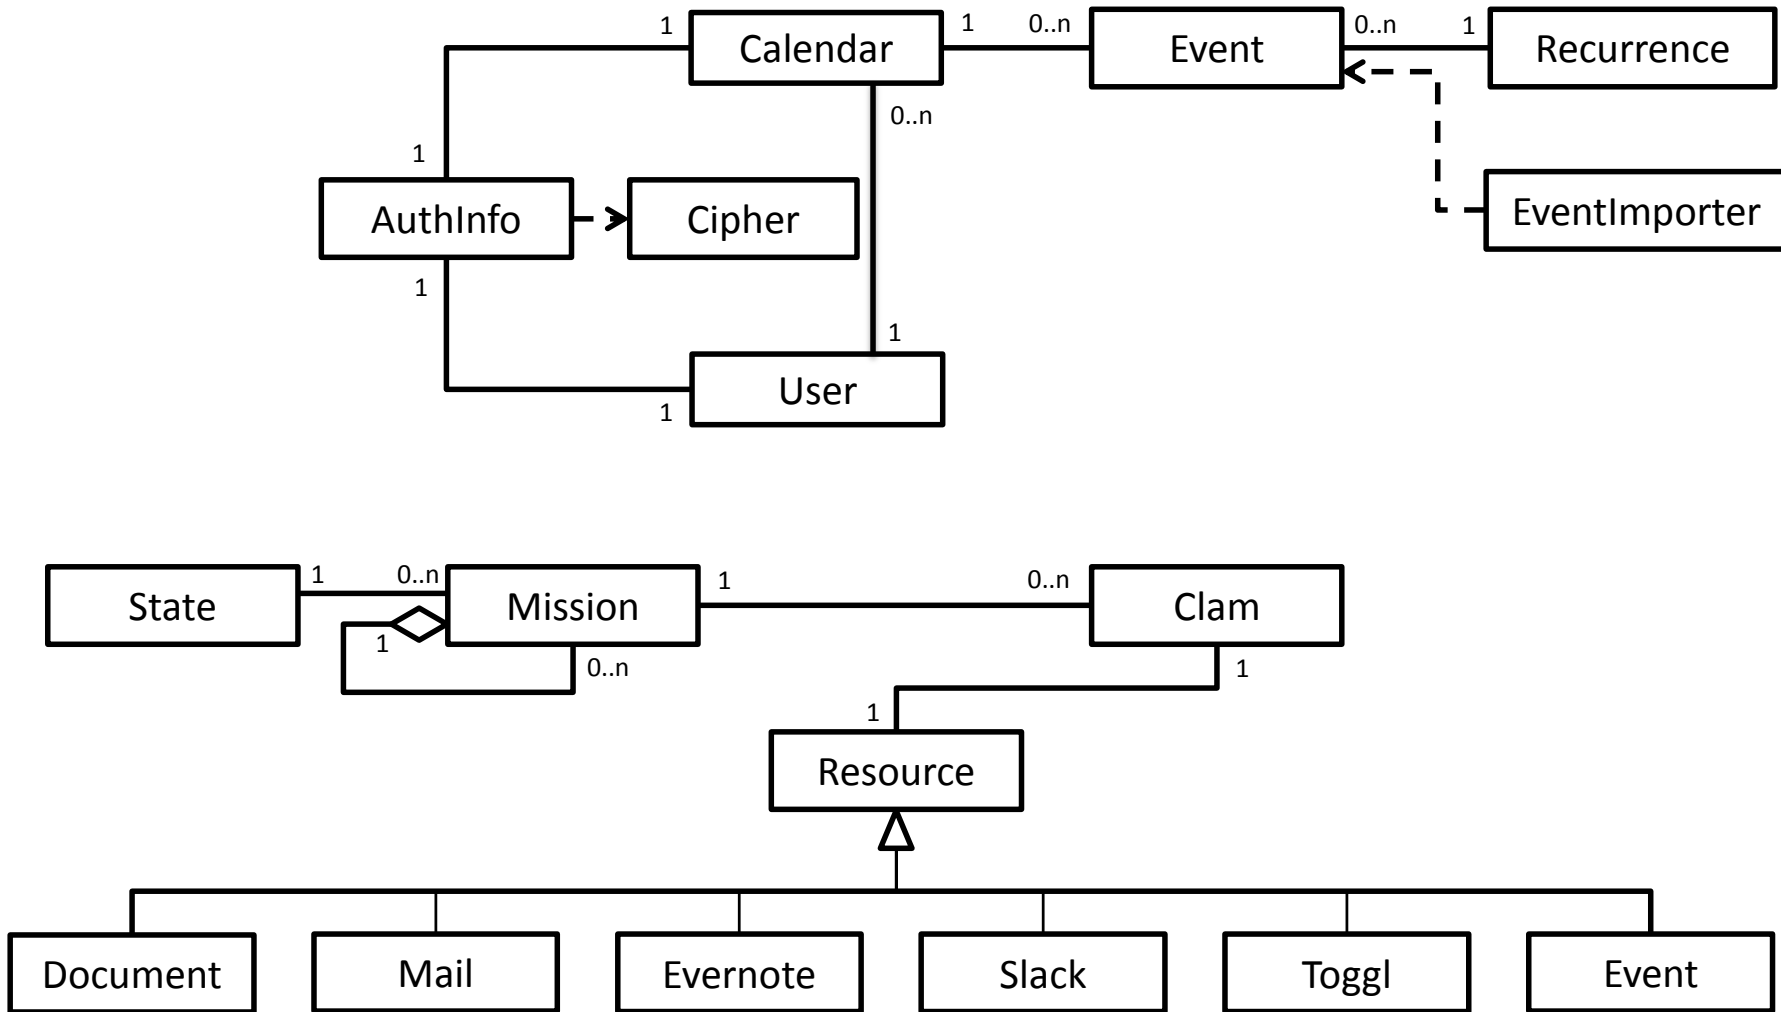 1 Calendar 1 0..n Event 0..n 1 Recurrence
0..n
1
AuthInfo Cipher EventImporter
1
1
User
1
State 1 0..n Mission 1 0..n Clam
1
0..n 1
1
Resource
Document Mail Evernote Slack Toggl Event